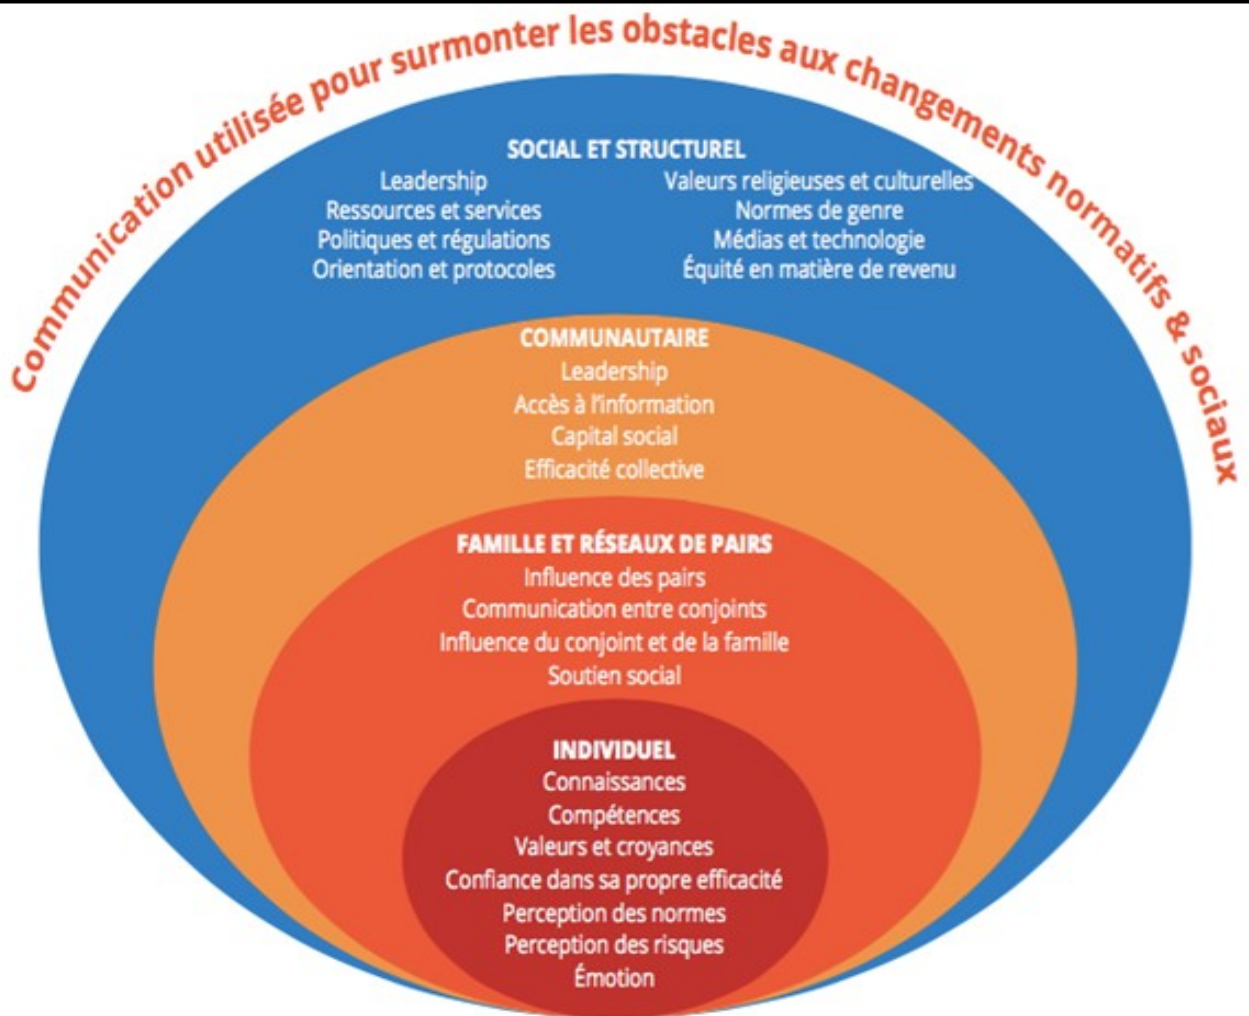 Communication utilisée pour surmonter les obstacles aux changements normatifs & sociaux
SOCIAL ET STRUCTUREL
Leadership
Ressources et services
Politiques et régulations
Orientation et protocoles
Valeurs religieuses et culturelles
Normes de genre
Médias et technologie
Équité en matière de revenu
COMMUNAUTAIRE
Leadership
Accès à l'information
Capital social
Efficacité collective
FAMILLE ET RÉSEAUX DE PAIRS
Influence des pairs
Communication entre conjoints
Influence du conjoint et de la famille
Soutien social
INDIVIDUEL
Connaissances
Compétences
Valeurs et croyances
Confiance dans sa propre efficacité
Perception des normes
Perception des risques
Émotion